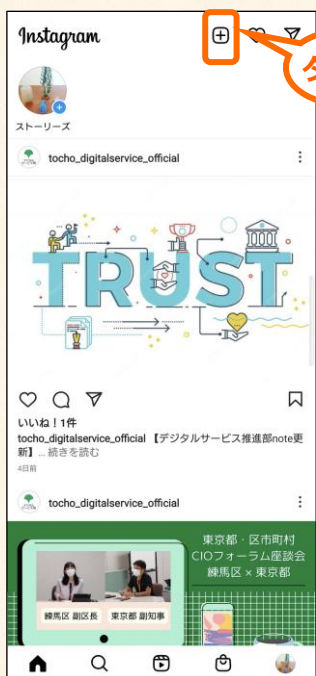 Instagram
タ
ストーリーズ
tocho_digitalservice_official
TRUST
いいね！1件
tocho_digitalservice_official 【デジタルサービス推進部note更
新】... 続きを読む
4日前
tocho_digitalservice_official
東京都・区市町村
CIOフォーラム座談会
練馬区 × 東京都
練馬区 副区長 東京都 副知事